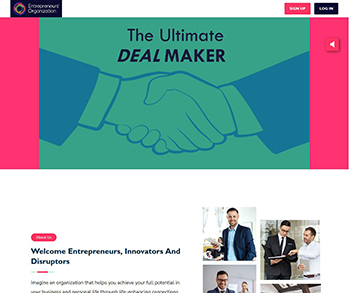 Entrepreneurs'
Organization
SIGN UP
LOG IN
The Ultimate
DEAL MAKER
About Us
Welcome Entrepreneurs, Innovators And
Disruptors
Imagine an organization that helps you achieve your full potential in
your business and personal life through life-enhancing connections,